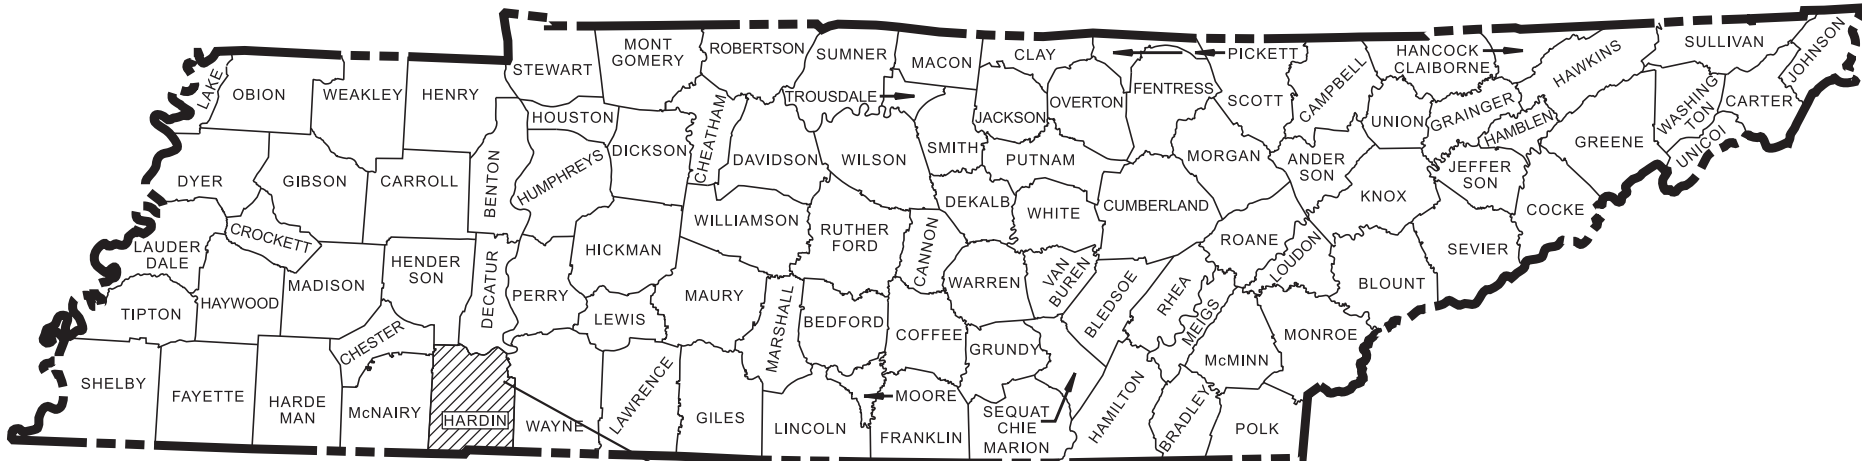 MONT
GOMERY
ROBERTSON
SUMNER
MACON
CLAY
PICKETT
HANCOCK
CLAIBORNE
HAWKINS
SULLIVAN
JOHNSON
STEWART
LAKE
OBION
WEAKLEY
HENRY
HOUSTON
CHEATHAM
TROUSDALE
JACKSON
OVERTON
FENTRESS
SCOTT
CAMPBELL
UNION
GRAINGER
HAMBLEN
WASHING
TON
CARTER
UNICOI
GREENE
DYER
GIBSON
CARROLL
BENTON
HUMPHREYS
DICKSON
DAVIDSON
WILSON
SMITH
PUTNAM
MORGAN
ANDER
SON
KNOX
JEFFER
SON
COCKE
LAUDER
DALE
CROCKETT
WILLIAMSON
RUTHER
FORD
CANNON
DEKALB
WHITE
CUMBERLAND
ROANE
LOUDON
SEVIER
HAYWOOD
MADISON
HENDER
SON
DECATUR
PERRY
HICKMAN
LEWIS
MAURY
MARSHALL
BEDFORD
COFFEE
WARREN
VAN
BUREN
BLEDSOE
RHEA
MEIGS
BLOUNT
MONROE
TIPTON
CHESTER
GRUNDY
McMINN
SHELBY
FAYETTE
HARDE
MAN
McNAIRY
HARDIN
WAYNE
LAWRENCE
GILES
LINCOLN
MOORE
FRANKLIN
SEQUAT
CHIE
MARION
HAMILTON
BRADLEY
POLK